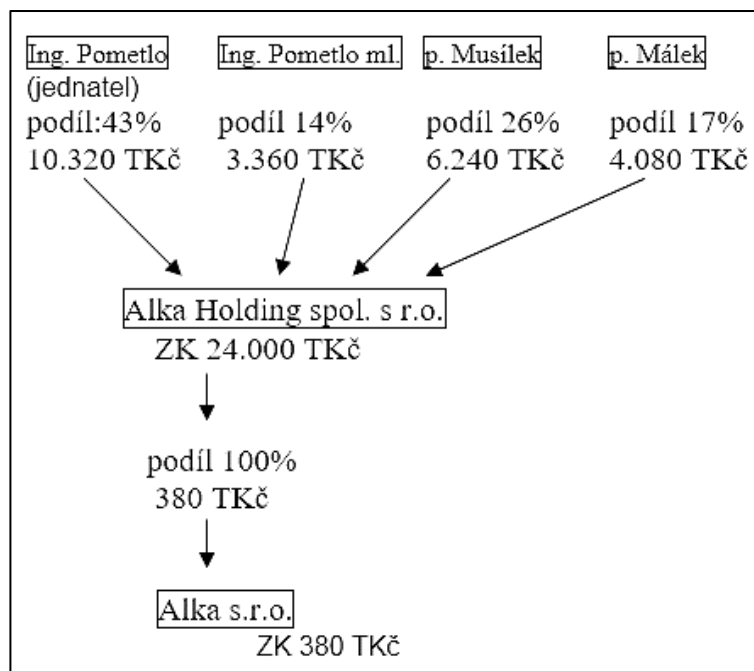 Ing. Pometlo
(jednatel)
podíl:43%
10.320 TKč
Ing. Pometlo ml.
podíl 14%
3.360 TKč
p. Musílek
podíl 26%
6.240 TKč
p. Málek
podíl 17%
4.080 TKč
Alka Holding spol. s r.o.
ZK 24.000 TKč
podíl 100%
380 TKč
Alka s.r.o.
ZK 380 TKč